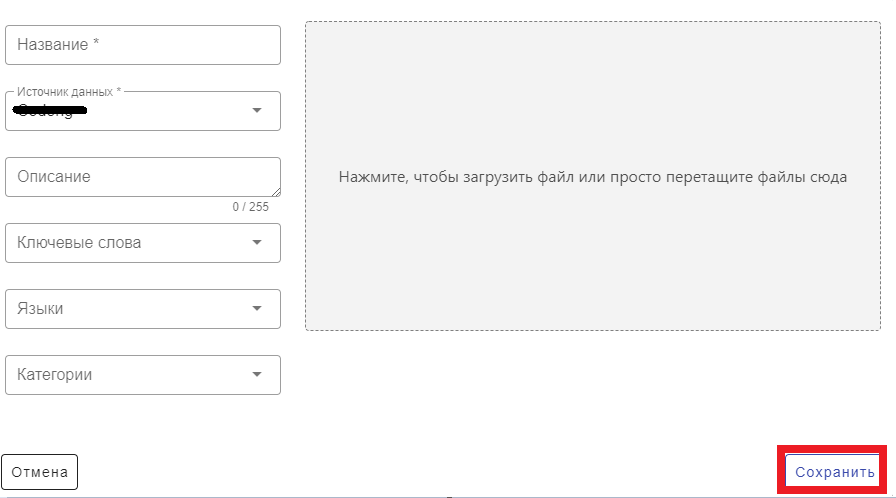 Название *
Источник данных *
Описание
0 / 255
Ключевые слова
Языки
Категории
Нажмите, чтобы загрузить файл или просто перетащите файлы сюда
Отмена
Сохранить